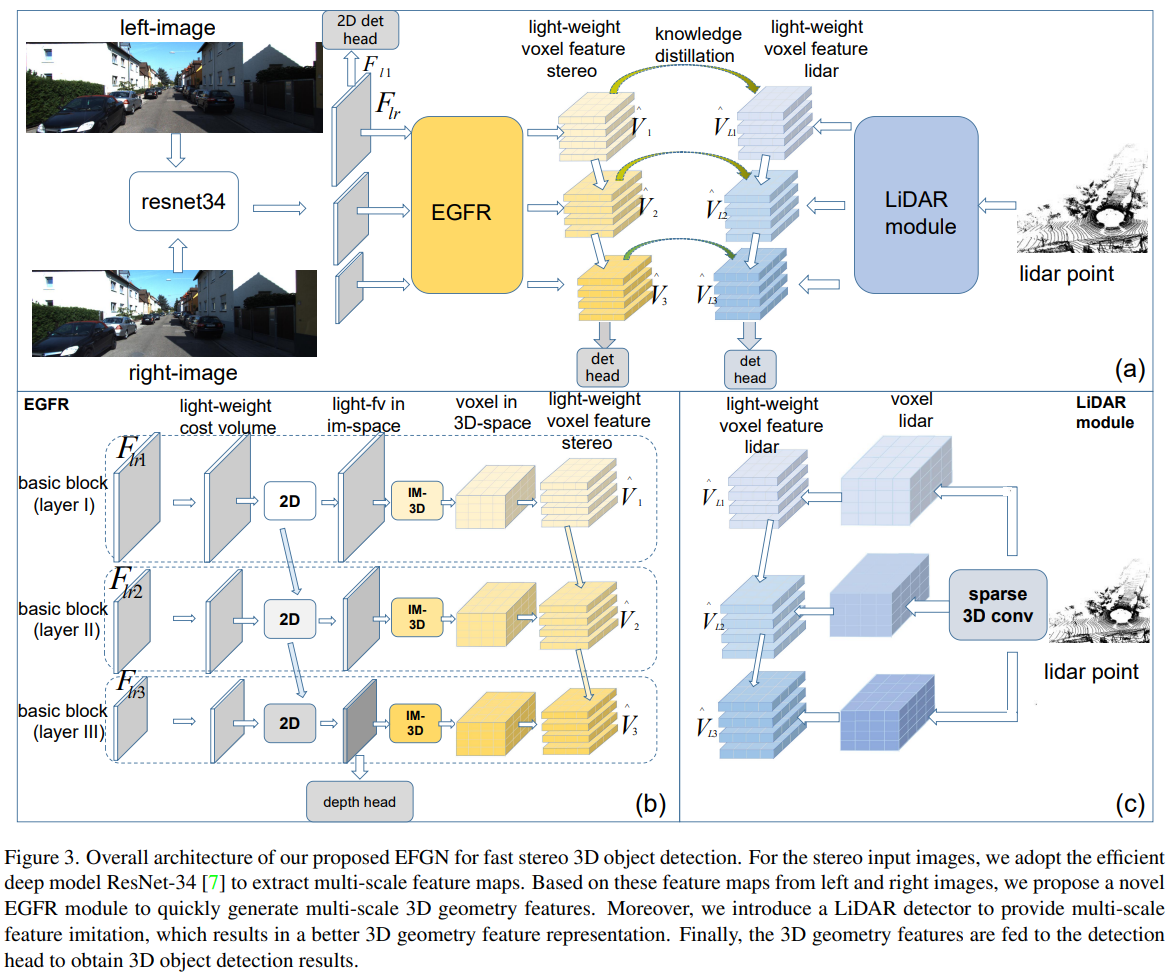 left-image
2D det
head
F_{l1}
F_{lr}
light-weight
voxel feature
stereo
knowledge
distillation
light-weight
voxel feature
lidar
resnet34
EGFR
\hat{V}_1
\hat{V}_{L1}
\hat{V}_2
\hat{V}_{L2}
\hat{V}_3
\hat{V}_{L3}
LiDAR
module
lidar point
right-image
det
head
det
head
(a)
EGFR
light-weight
cost volume
light-fv in
im-space
voxel in
3D-space
light-weight
voxel feature
stereo
basic block
(layer I)
F_{lr1}
2D
IM-
3D
\hat{V}_1
basic block
(layer II)
F_{lr2}
2D
IM-
3D
\hat{V}_2
basic block
(layer III)
F_{lr3}
2D
IM-
3D
\hat{V}_3
depth head
(b)
light-weight
voxel feature
lidar
voxel
lidar
LiDAR
module
\hat{V}_{L1}
\hat{V}_{L2}
\hat{V}_{L3}
sparse
3D conv
lidar point
(c)
Figure 3. Overall architecture of our proposed EFGN for fast stereo 3D object detection. For the stereo input images, we adopt the efficient
deep model ResNet-34 [7] to extract multi-scale feature maps. Based on these feature maps from left and right images, we propose a novel
EGFR module to quickly generate multi-scale 3D geometry features. Moreover, we introduce a LiDAR detector to provide multi-scale
feature imitation, which results in a better 3D geometry feature representation. Finally, the 3D geometry features are fed to the detection
head to obtain 3D object detection results.